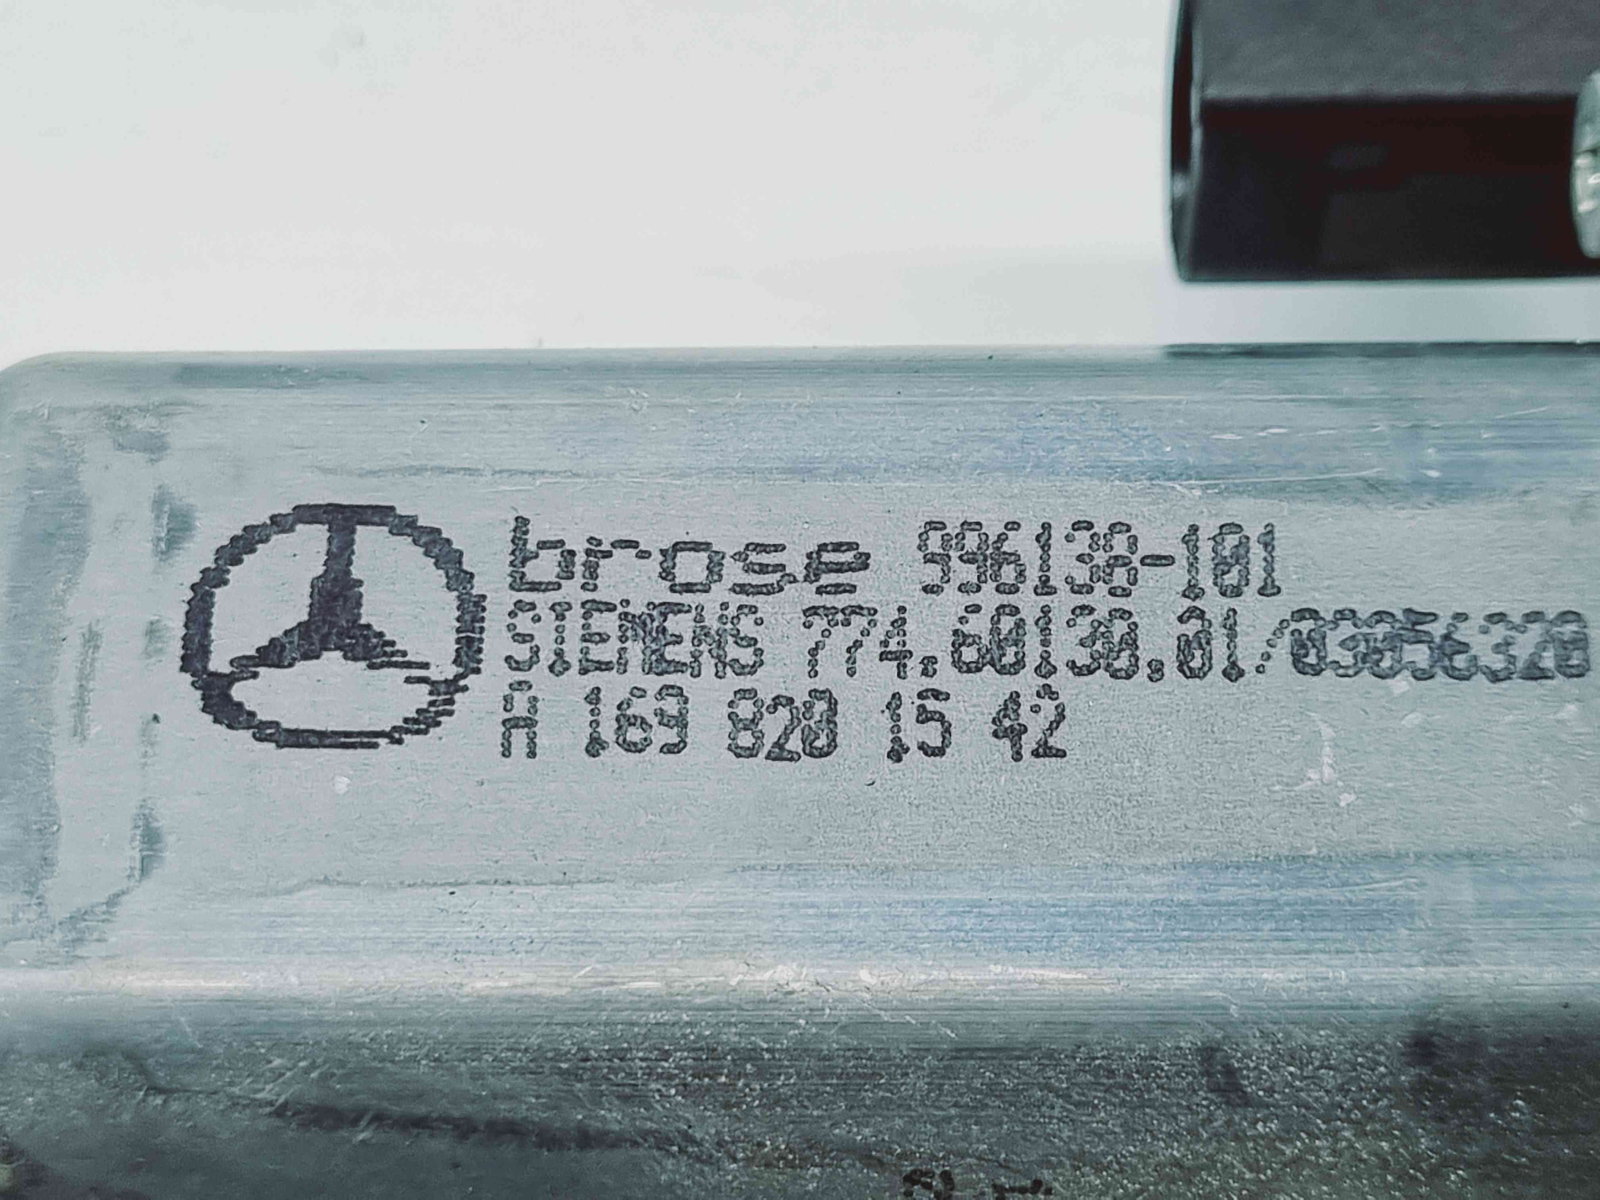 brose 996138-101
SIEMENS 774.60138.01/03056320
A 169 820 15 42